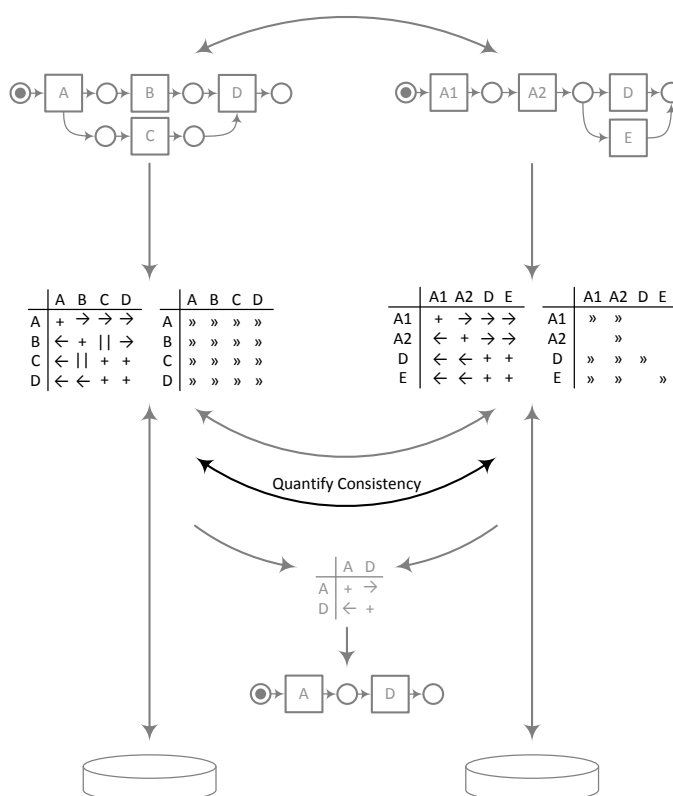 A B D A1 A2 D
C E
A B C D A B C D A1 A2 D E A1 A2 D E
A + → → → A » » » » A1 + → → → A1 » »
B ← + || → B » » » » A2 ← + → → A2 »
C ← || + + C » » » » D ← ← + + D » » »
D ← ← + + D » » » » E ← ← + + E » » »
Quantify Consistency
A D
A + →
D ← +
A D